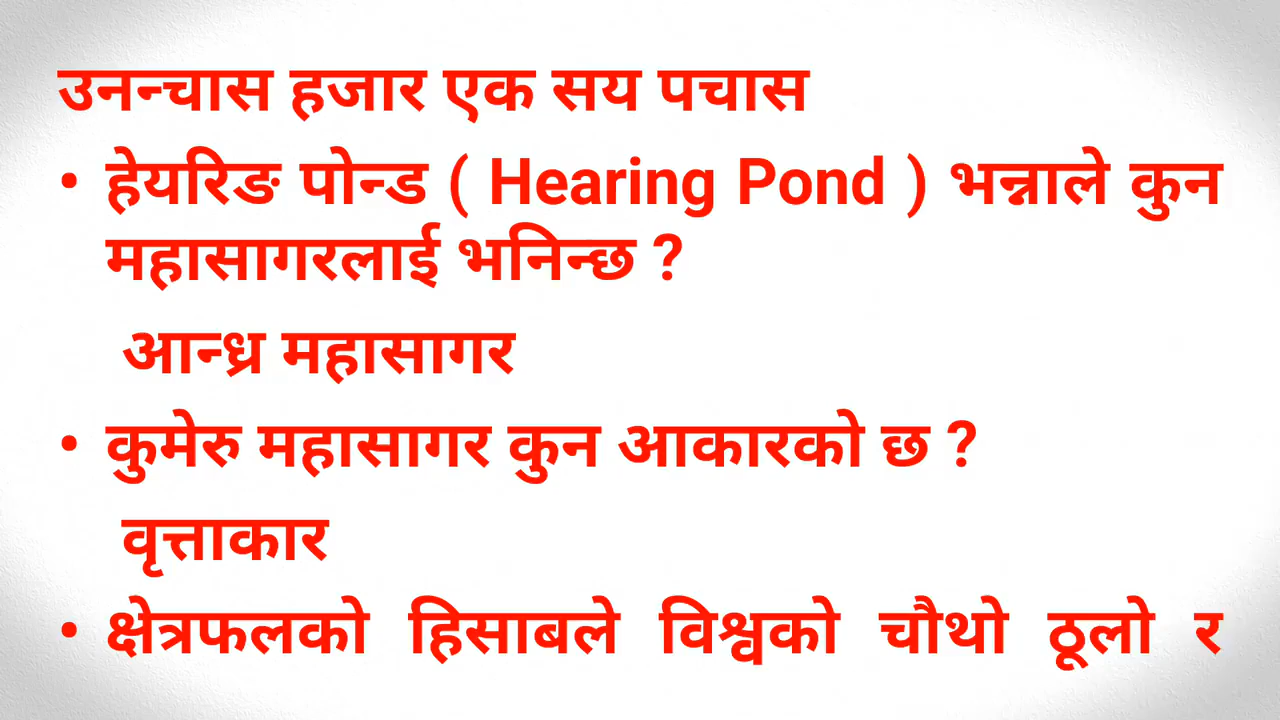 उनन्चास हजार एक सय पचास
• हेयरिङ पोन्ड ( Hearing Pond ) भन्नाले कुन
महासागरलाई भनिन्छ ?
आन्ध्र महासागर
• कुमेरु महासागर कुन आकारको छ ?
वृत्ताकार
• क्षेत्रफलको हिसाबले विश्वको चौथो ठूलो र